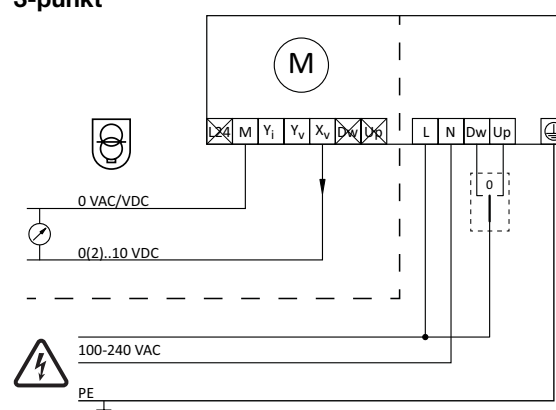 3-punkt
M
L24 M Yi Yv Xv Dw Up L N Dw Up
0
0 VAC/VDC
0(2)..10 VDC
100-240 VAC
PE